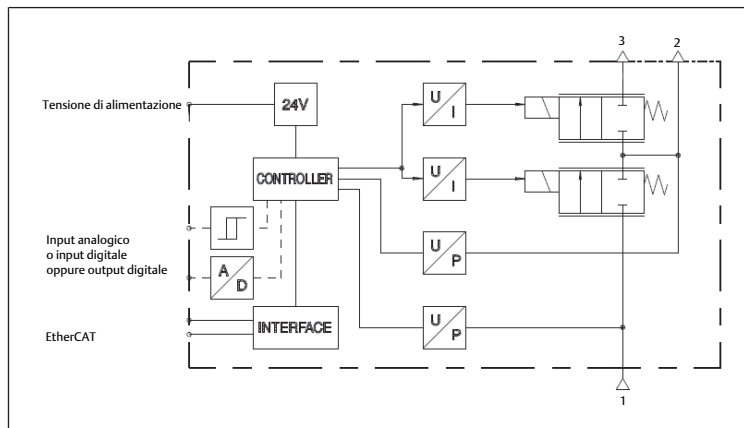 3
2
Tensione di alimentazione
24V
U
I
CONTROLLER
U
I
Input analogico
o input digitale
oppure output digitale
A
D
U
P
EtherCAT
INTERFACE
U
P
1